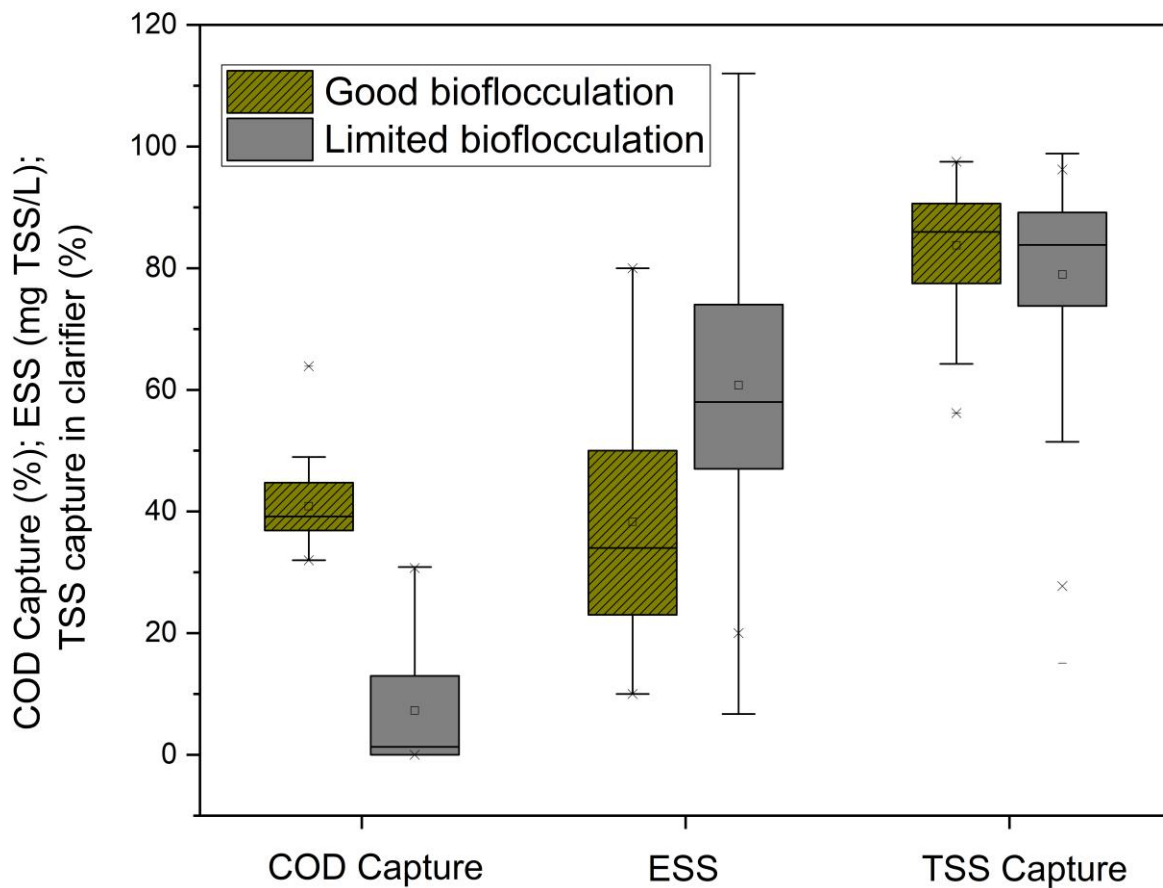 COD Capture (%); ESS (mg TSS/L);
TSS capture in clarifier (%)
120
100
80
60
40
20
0
Good bioflocculation
Limited bioflocculation
COD Capture
ESS
TSS Capture